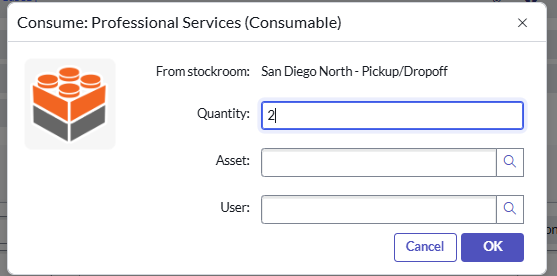 Consume: Professional Services (Consumable)
From stockroom: San Diego North - Pickup/Dropoff
Quantity: 2
Asset:
User:
Cancel OK